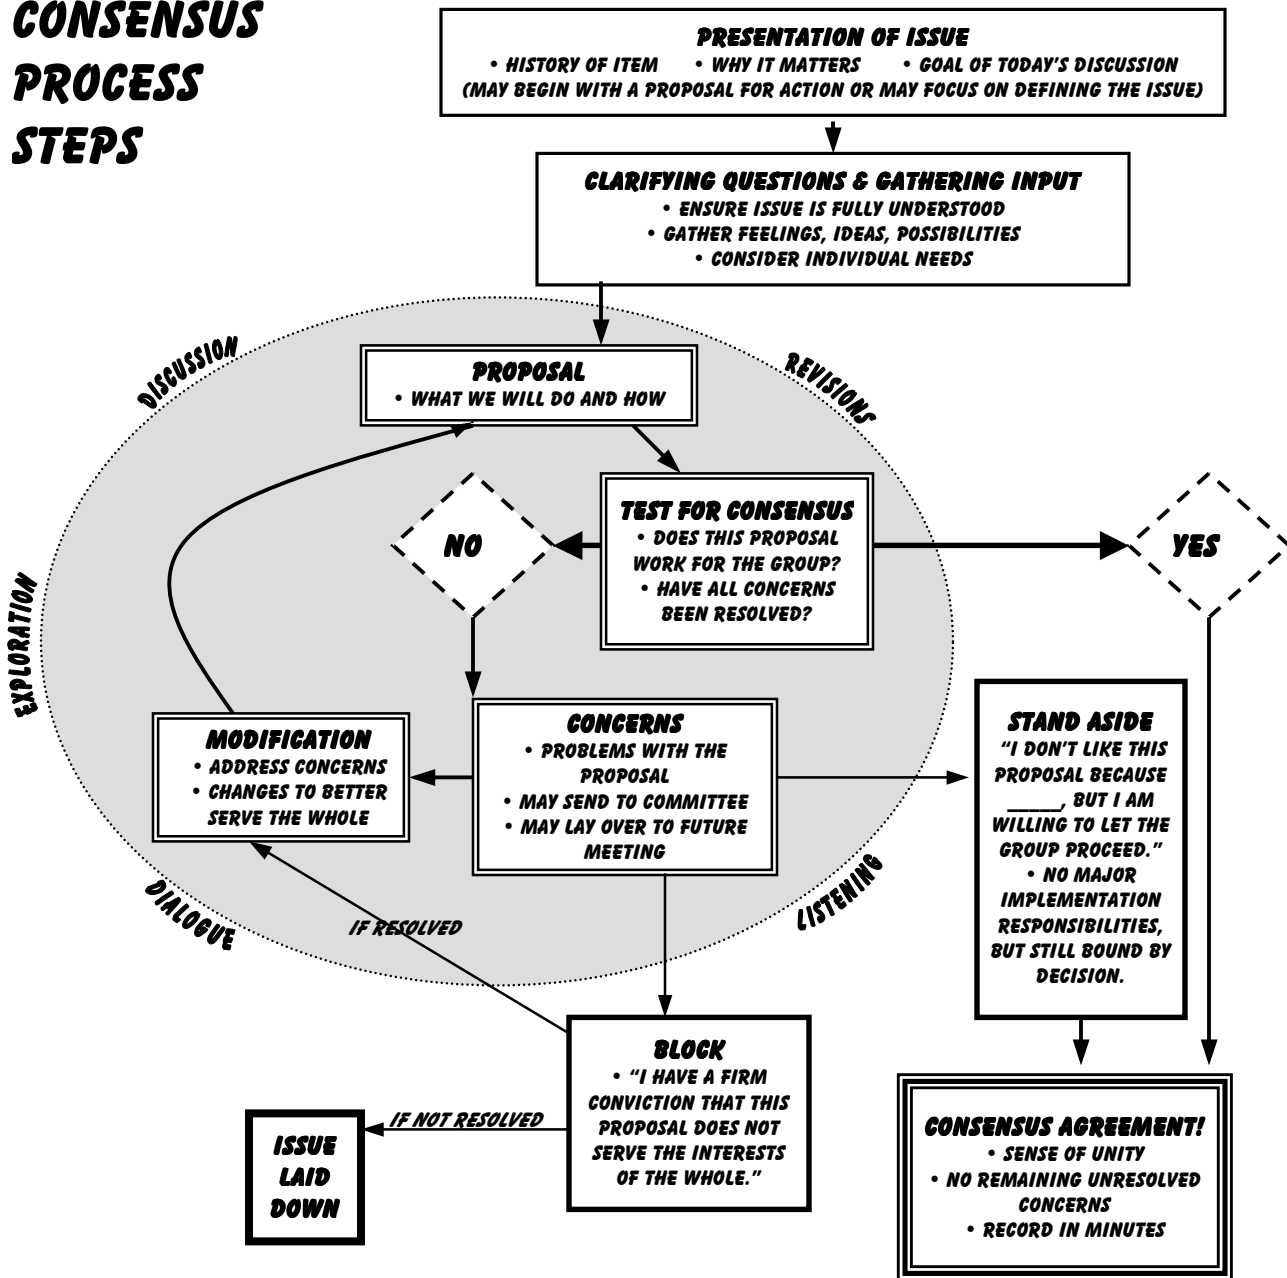 CONSENSUS
PROCESS
STEPS
PRESENTATION OF ISSUE
• HISTORY OF ITEM • WHY IT MATTERS • GOAL OF TODAY'S DISCUSSION
(MAY BEGIN WITH A PROPOSAL FOR ACTION OR MAY FOCUS ON DEFINING THE ISSUE)
CLARIFYING QUESTIONS & GATHERING INPUT
• ENSURE ISSUE IS FULLY UNDERSTOOD
• GATHER FEELINGS, IDEAS, POSSIBILITIES
• CONSIDER INDIVIDUAL NEEDS
DISCUSSION
REVISIONS
PROPOSAL
• WHAT WE WILL DO AND HOW
TEST FOR CONSENSUS
• DOES THIS PROPOSAL
WORK FOR THE GROUP?
• HAVE ALL CONCERNS
BEEN RESOLVED?
NO
YES
EXPLORATION
MODIFICATION
• ADDRESS CONCERNS
• CHANGES TO BETTER
SERVE THE WHOLE
CONCERNS
• PROBLEMS WITH THE
PROPOSAL
• MAY SEND TO COMMITTEE
• MAY LAY OVER TO FUTURE
MEETING
STAND ASIDE
"I DON'T LIKE THIS
PROPOSAL BECAUSE
_____, BUT I AM
WILLING TO LET THE
GROUP PROCEED."
• NO MAJOR
IMPLEMENTATION
RESPONSIBILITIES,
BUT STILL BOUND BY
DECISION.
DIALOGUE
LISTENING
IF RESOLVED
BLOCK
• "I HAVE A FIRM
CONVICTION THAT THIS
PROPOSAL DOES NOT
SERVE THE INTERESTS
OF THE WHOLE."
IF NOT RESOLVED
ISSUE
LAID
DOWN
CONSENSUS AGREEMENT!
• SENSE OF UNITY
• NO REMAINING UNRESOLVED
CONCERNS
• RECORD IN MINUTES